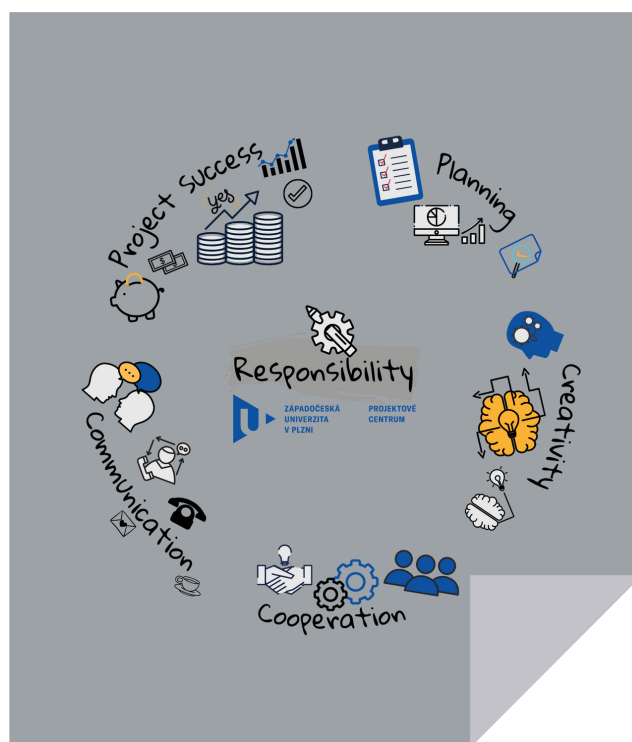 Project success
yes
Planning
Responsibility
ZÁPADOČESKÁ
UNIVERZITA
V PLZNI
PROJEKTOVÉ
CENTRUM
Creativity
Communication
Cooperation